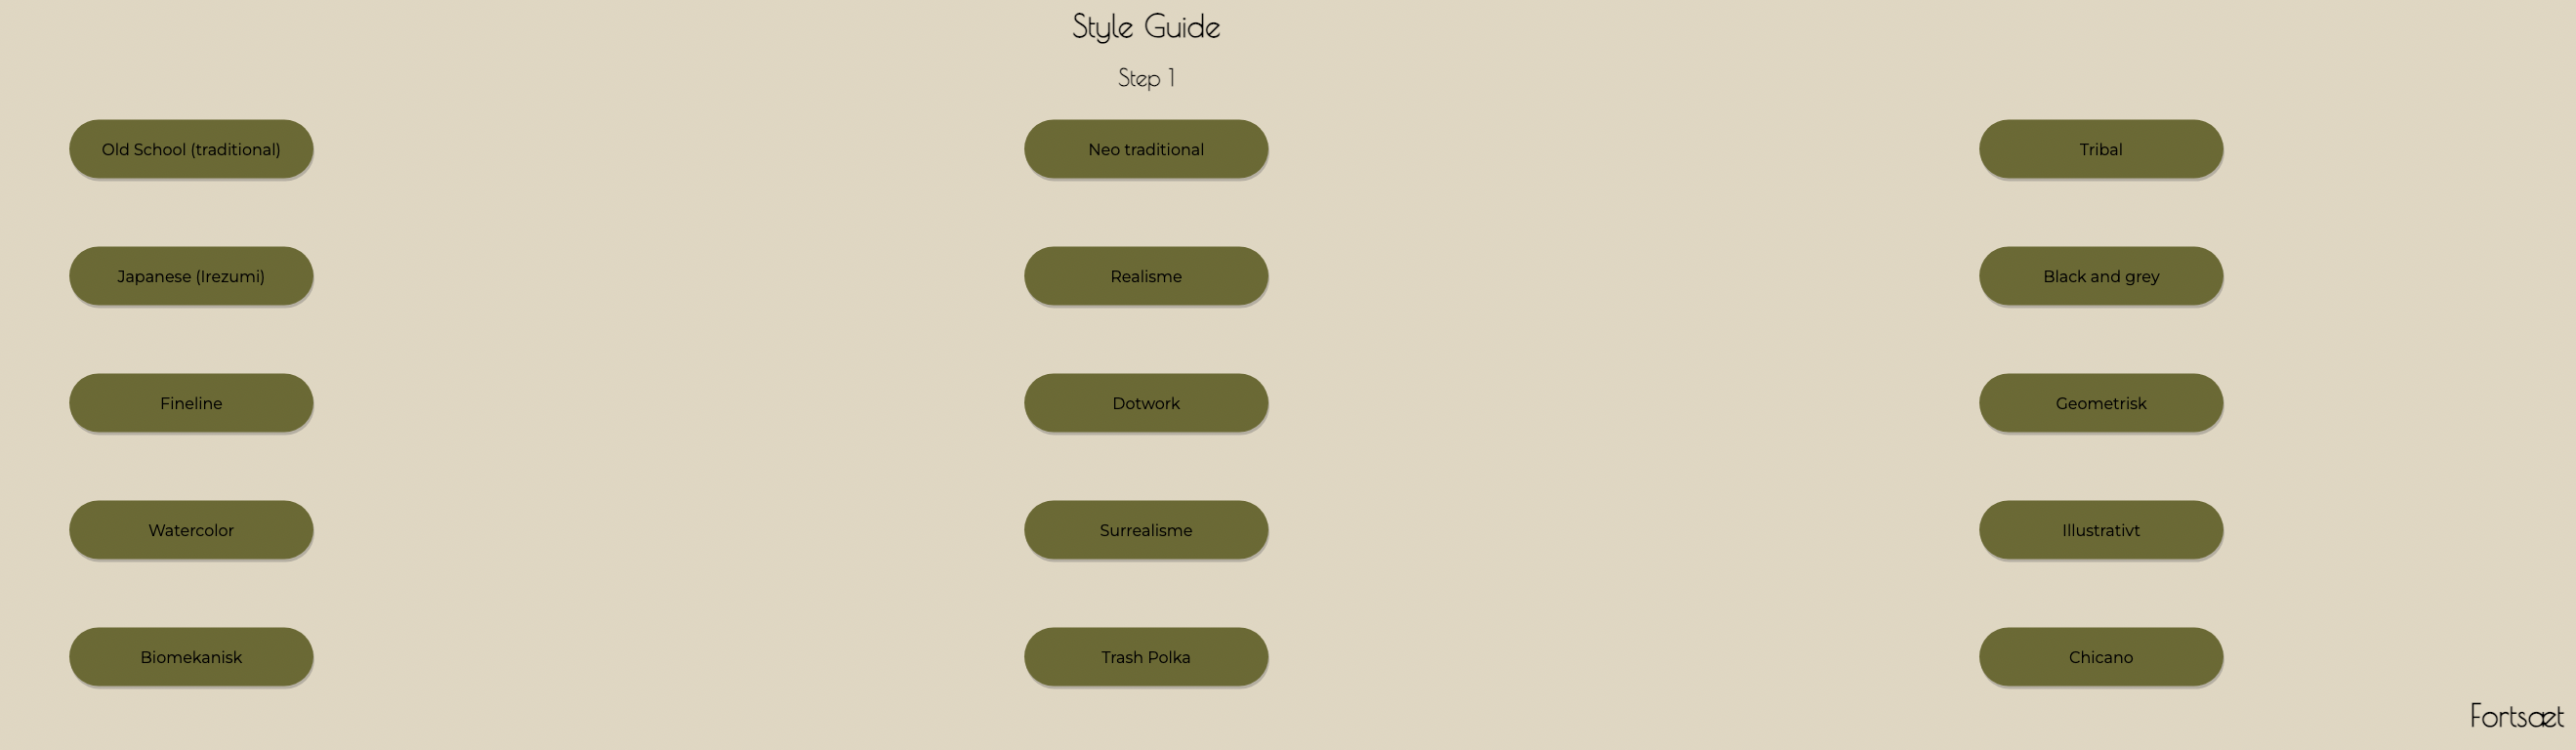 Style Guide
Step 1
Old School (traditional)
Neo traditional
Tribal
Japanese (Irezumi)
Realisme
Black and grey
Fineline
Dotwork
Geometrisk
Watercolor
Surrealisme
Illustrativt
Biomekanisk
Trash Polka
Chicano
Fortsæt